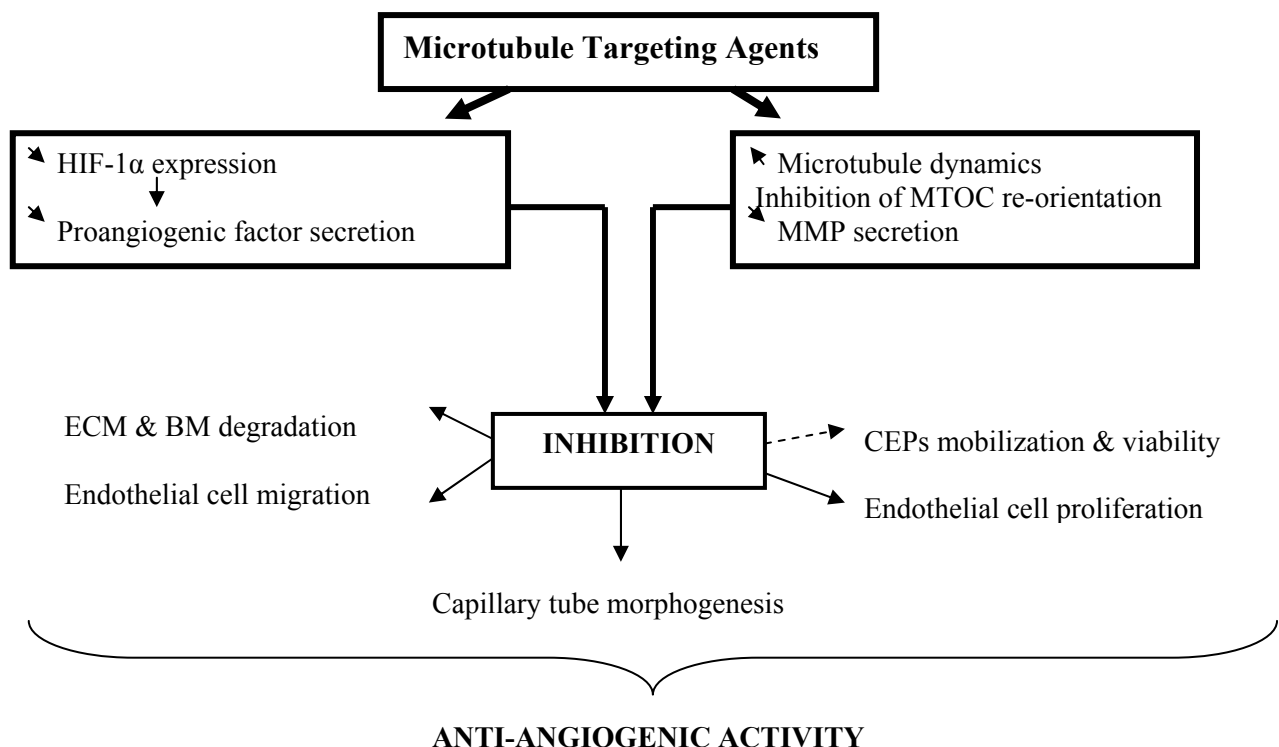 Microtubule Targeting Agents
HIF-1α expression
Proangiogenic factor secretion
Microtubule dynamics
Inhibition of MTOC re-orientation
MMP secretion
INHIBITION
ECM & BM degradation
Endothelial cell migration
CEPs mobilization & viability
Endothelial cell proliferation
Capillary tube morphogenesis
ANTI-ANGIOGENIC ACTIVITY